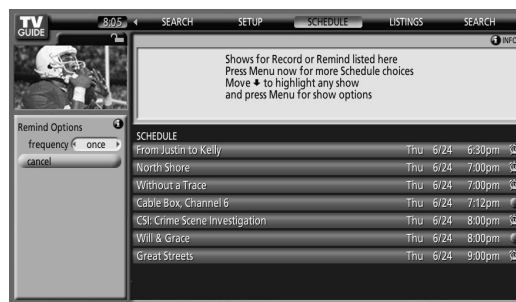 TV
GUIDE
8:05
SEARCH SETUP SCHEDULE LISTINGS SEARCH
INFO
Shows for Record or Remind listed here
Press Menu now for more Schedule choices
Move ↓ to highlight any show
and press Menu for show options
Remind Options
frequency once
cancel
SCHEDULE
From Justin to Kelly Thu 6/24 6:30pm
North Shore Thu 6/24 7:00pm
Without a Trace Thu 6/24 7:00pm
Cable Box, Channel 6 Thu 6/24 7:12pm
CSI: Crime Scene Investigation Thu 6/24 8:00pm
Will & Grace Thu 6/24 8:00pm
Great Streets Thu 6/24 9:00pm